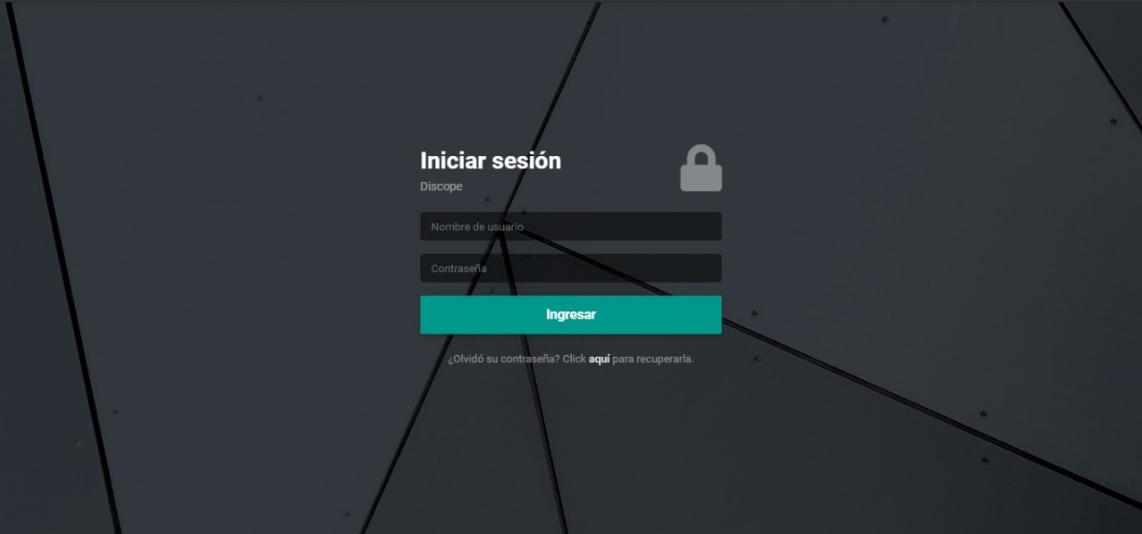 Iniciar sesión
Discope
Nombre de usuario
Contraseña
Ingresar
¿Olvidó su contraseña? Click aquí para recuperarla.